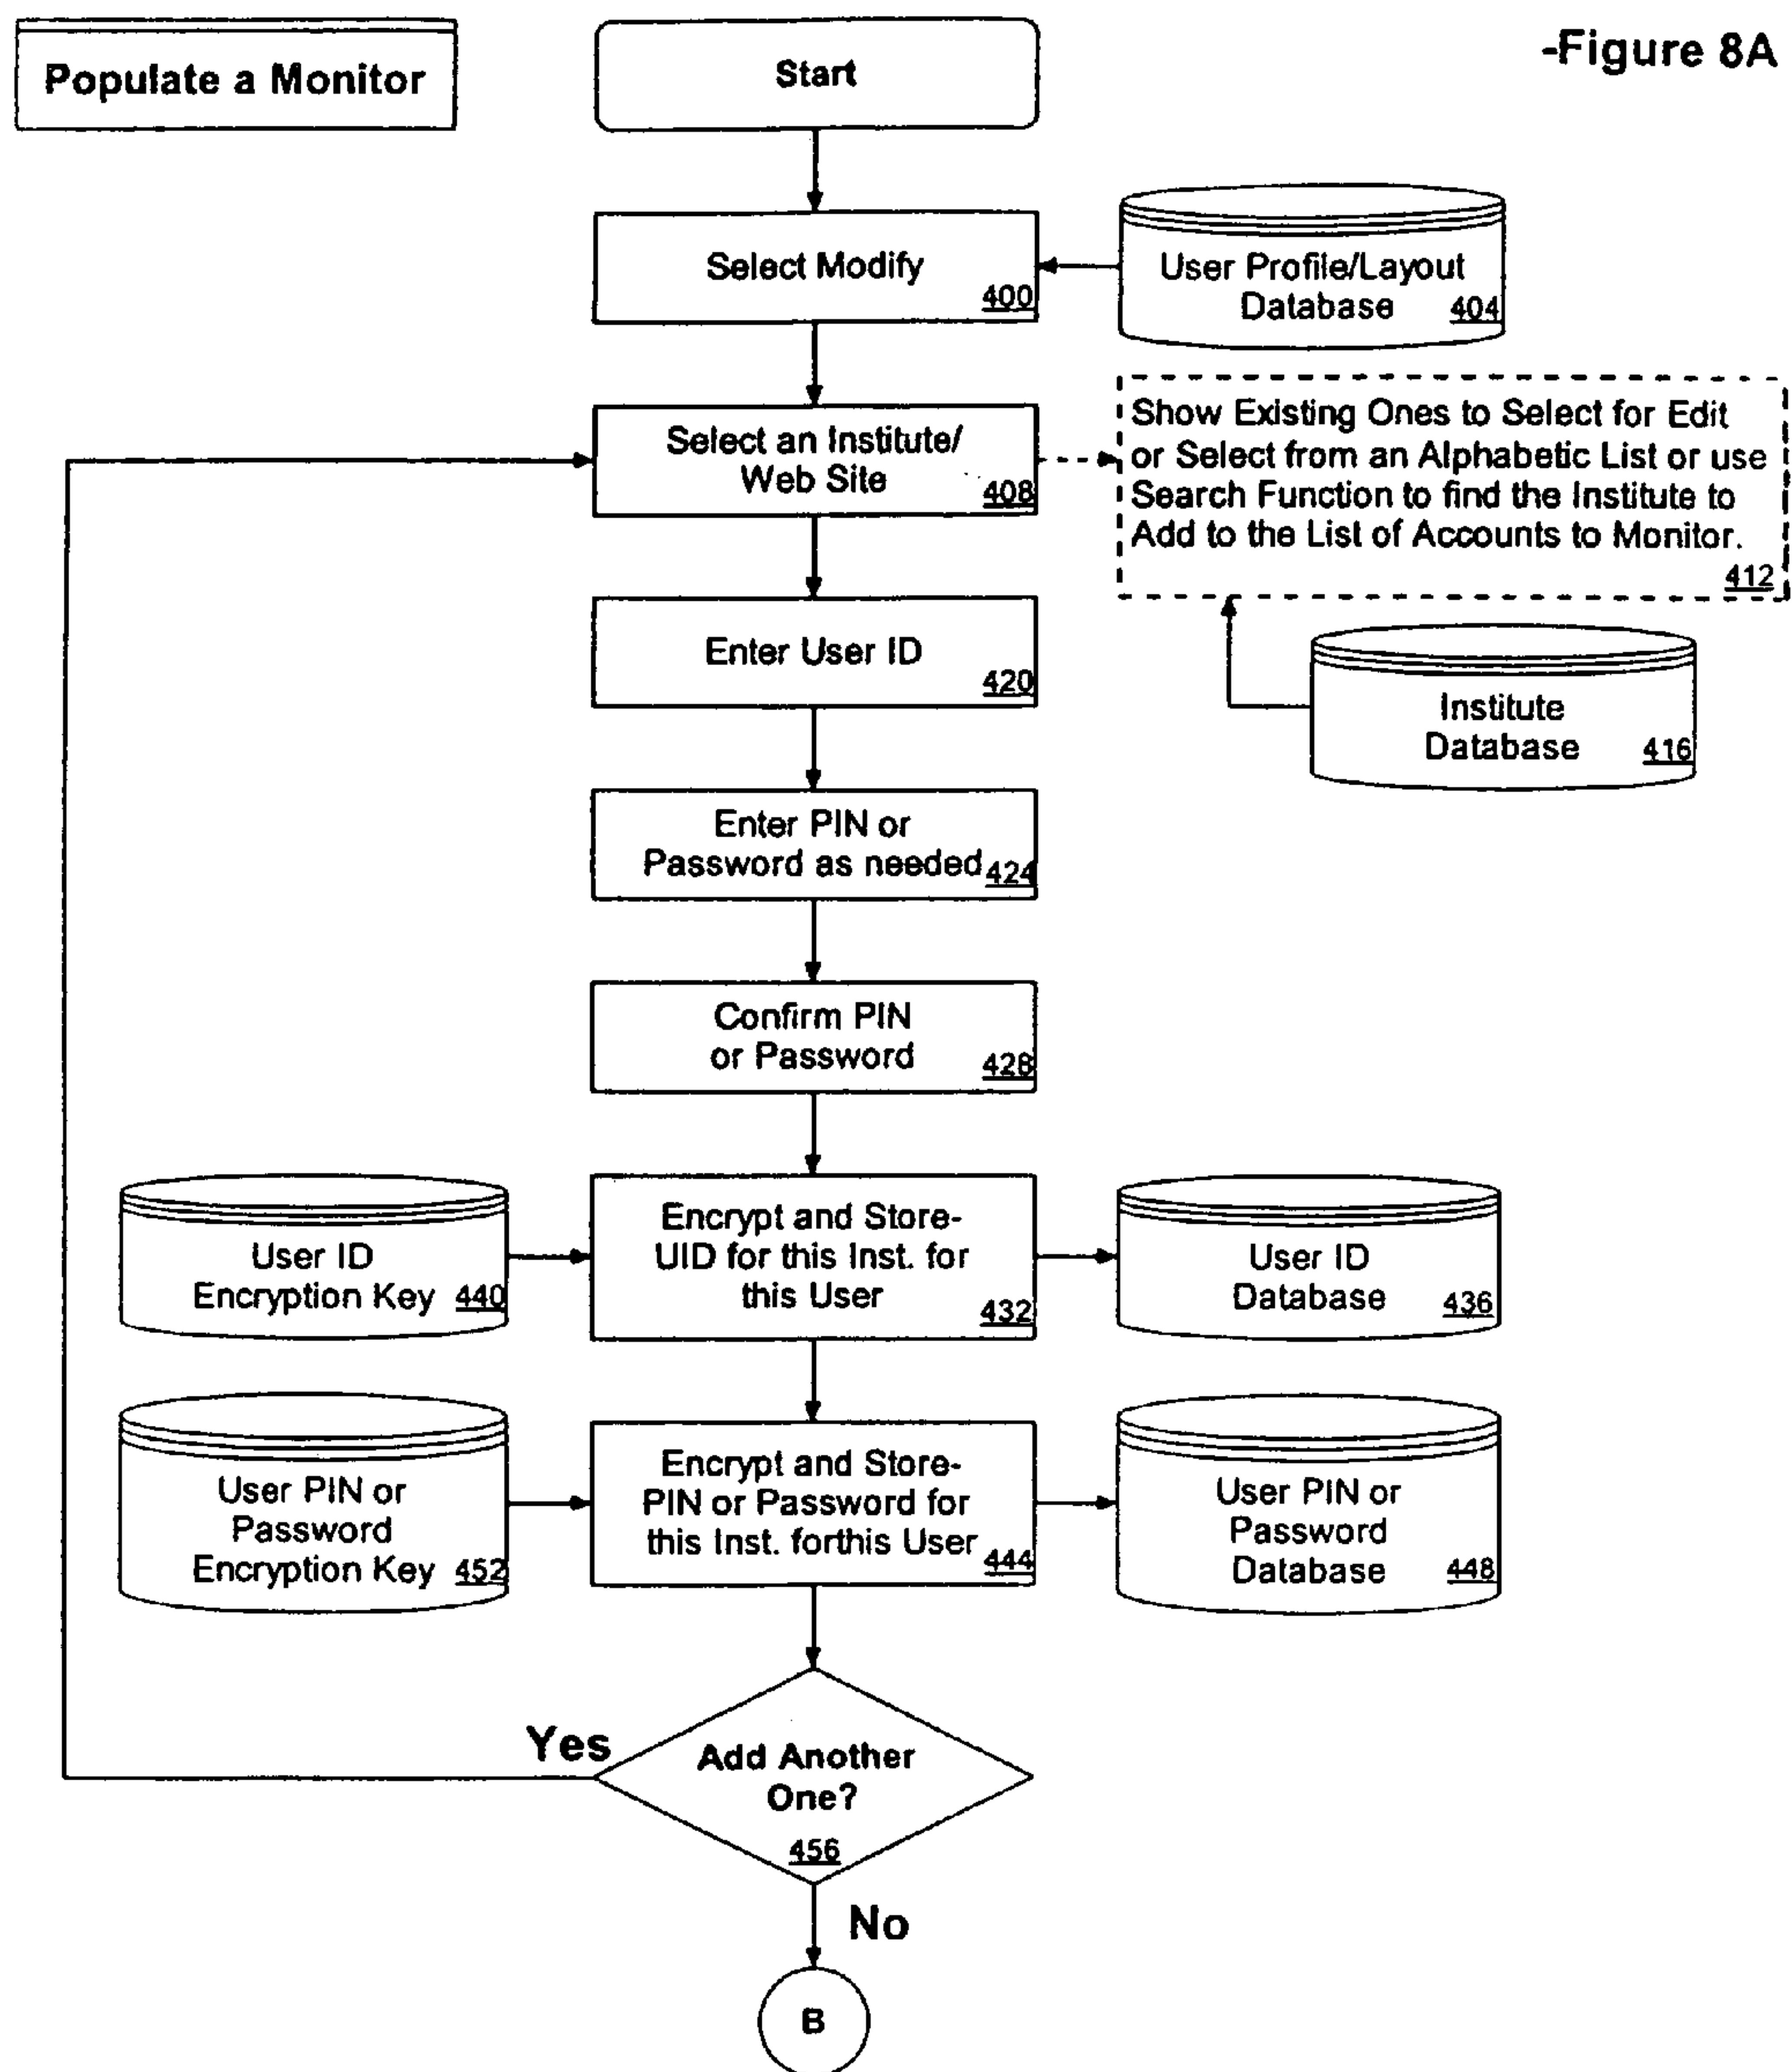 Populate a Monitor
Start
-Figure 8A
Select Modify
400
User Profile/Layout
Database 404
Select an Institute/
Web Site 408
Show Existing Ones to Select for Edit
or Select from an Alphabetic List or use
Search Function to find the Institute to
Add to the List of Accounts to Monitor.
412
Enter User ID
420
Institute
Database 416
Enter PIN or
Password as needed 424
Confirm PIN
or Password 428
User ID
Encryption Key 440
Encrypt and Store-
UID for this Inst. for
this User 432
User ID
Database 436
User PIN or
Password
Encryption Key 452
Encrypt and Store-
PIN or Password for
this Inst. forthis User 444
User PIN or
Password
Database 448
Yes
Add Another
One?
456
No
B